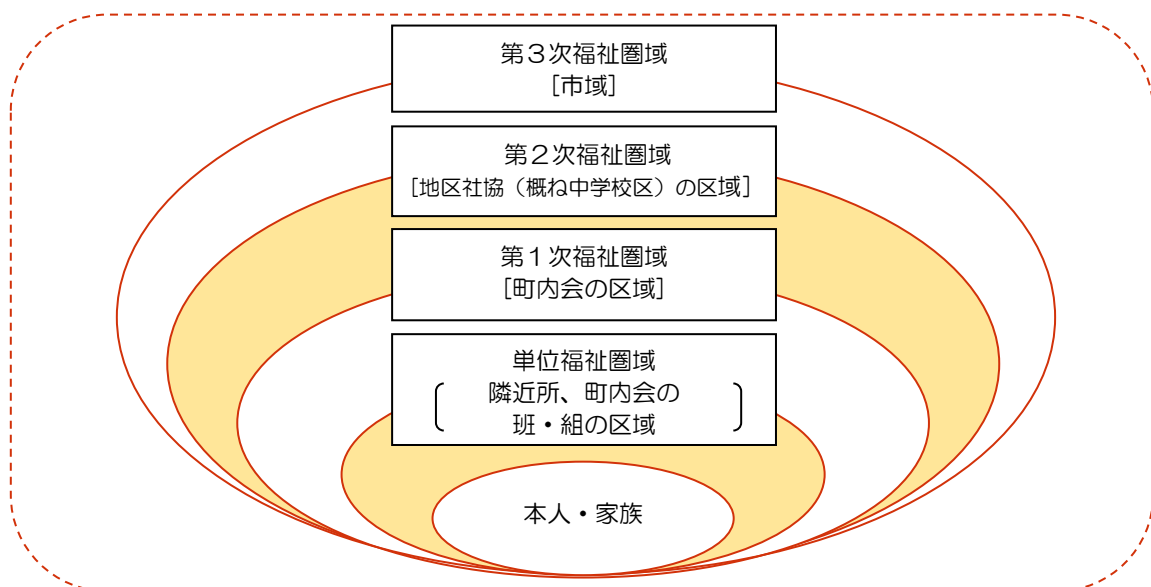 第３次福祉圏域
[市域]
第２次福祉圏域
[地区社協（概ね中学校区）の区域]
第１次福祉圏域
[町内会の区域]
単位福祉圏域
隣近所、町内会の
班・組の区域
本人・家族